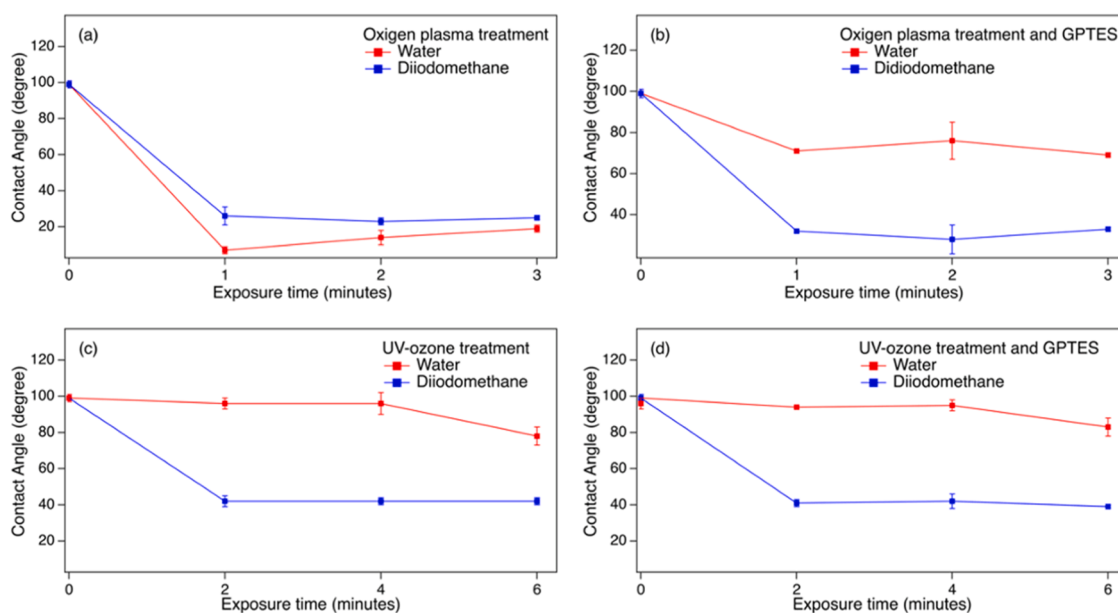 (a)
Oxigen plasma treatment
Water
Diiodomethane
Contact Angle (degree)
120
100
80
60
40
20
0 1 2 3
Exposure time (minutes)
(b)
Oxigen plasma treatment and GPTES
Water
Didiodomethane
Contact Angle (degree)
120
100
80
60
40
0 1 2 3
Exposure time (minutes)
(c)
UV-ozone treatment
Water
Diiodomethane
Contact Angle (degree)
120
100
80
60
40
20
0 2 4 6
Exposure time (minutes)
(d)
UV-ozone treatment and GPTES
Water
Diiodomethane
Contact Angle (degree)
120
100
80
60
40
20
0 2 4 6
Exposure time (minutes)